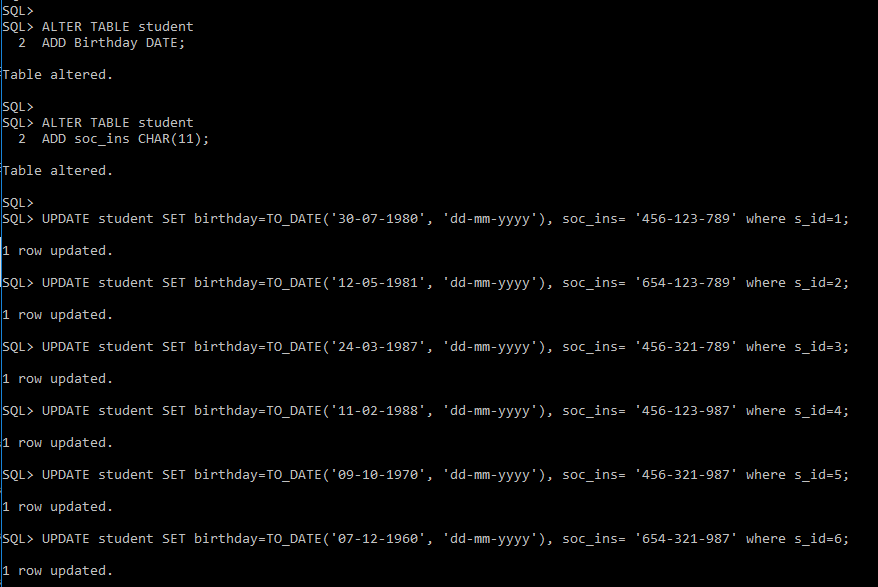 SQL>
SQL> ALTER TABLE student
  2  ADD Birthday DATE;
Table altered.
SQL>
SQL> ALTER TABLE student
  2  ADD soc_ins CHAR(11);
Table altered.
SQL>
SQL> UPDATE student SET birthday=TO_DATE('30-07-1980', 'dd-mm-yyyy'), soc_ins= '456-123-789' where s_id=1;
1 row updated.
SQL> UPDATE student SET birthday=TO_DATE('12-05-1981', 'dd-mm-yyyy'), soc_ins= '654-123-789' where s_id=2;
1 row updated.
SQL> UPDATE student SET birthday=TO_DATE('24-03-1987', 'dd-mm-yyyy'), soc_ins= '456-321-789' where s_id=3;
1 row updated.
SQL> UPDATE student SET birthday=TO_DATE('11-02-1988', 'dd-mm-yyyy'), soc_ins= '456-123-987' where s_id=4;
1 row updated.
SQL> UPDATE student SET birthday=TO_DATE('09-10-1970', 'dd-mm-yyyy'), soc_ins= '456-321-987' where s_id=5;
1 row updated.
SQL> UPDATE student SET birthday=TO_DATE('07-12-1960', 'dd-mm-yyyy'), soc_ins= '654-321-987' where s_id=6;
1 row updated.